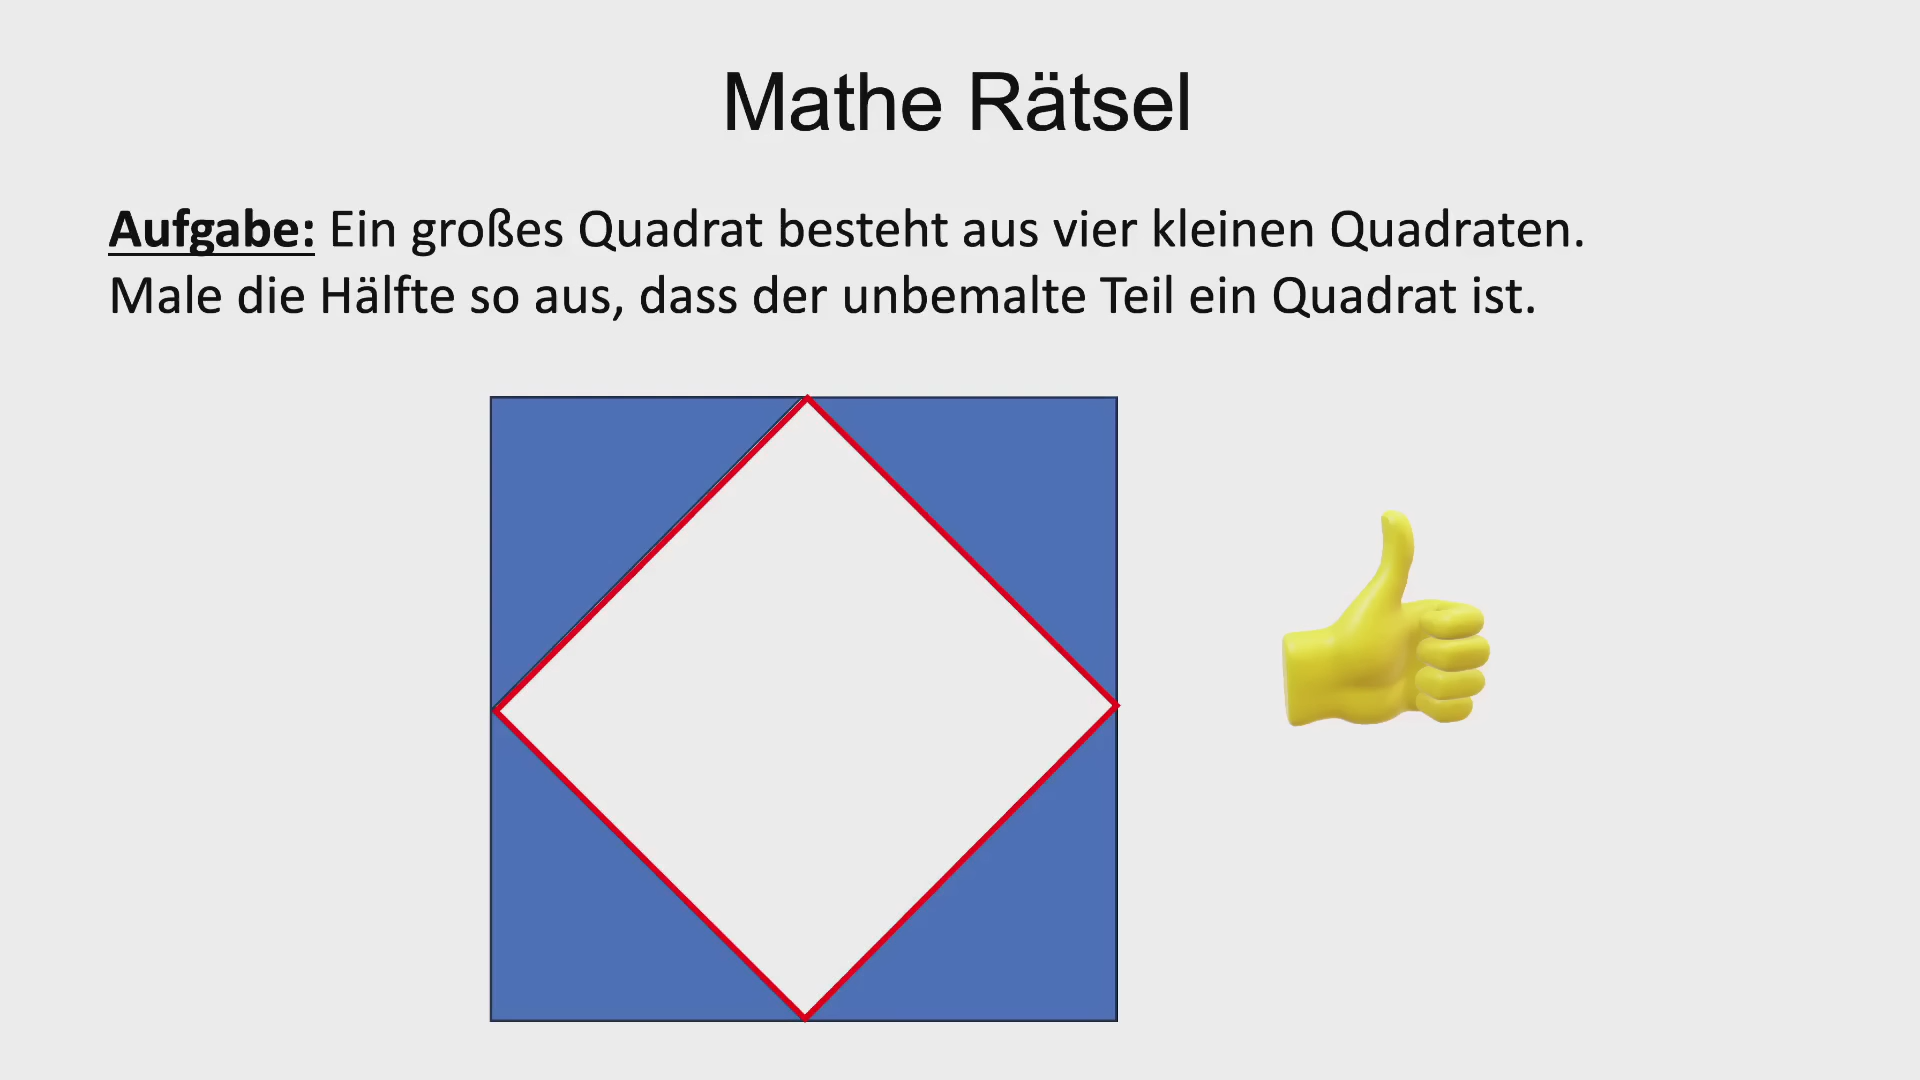 Mathe Rätsel
Aufgabe: Ein großes Quadrat besteht aus vier kleinen Quadraten.
Male die Hälfte so aus, dass der unbemalte Teil ein Quadrat ist.